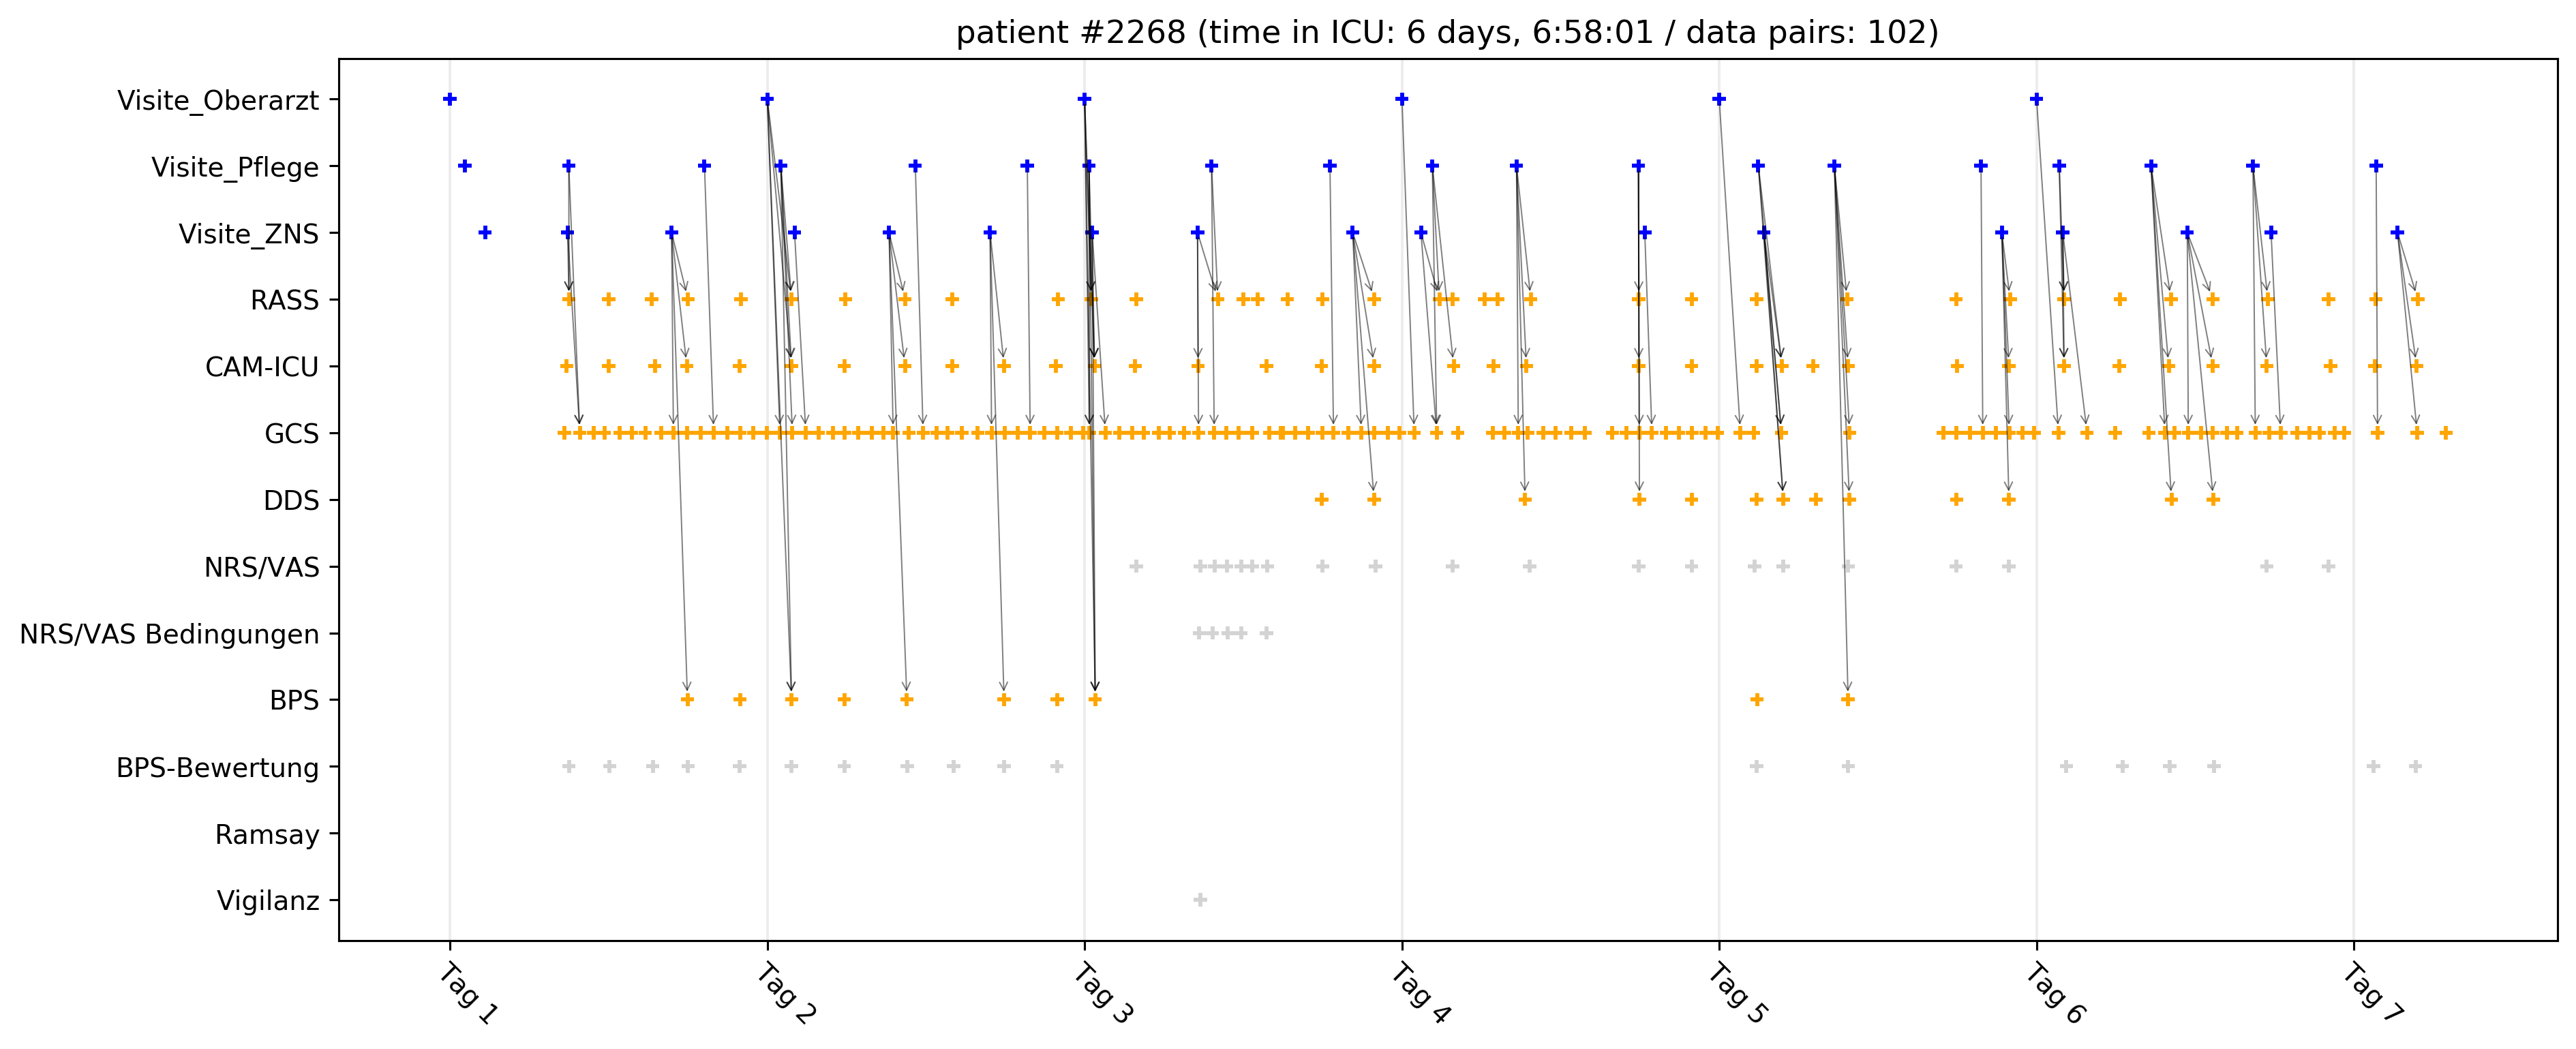 patient #2268 (time in ICU: 6 days, 6:58:01 / data pairs: 102)
Visite_Oberarzt
Visite_Pflege
Visite_ZNS
RASS
CAM-ICU
GCS
DDS
NRS/VAS
NRS/VAS Bedingungen
BPS
BPS-Bewertung
Ramsay
Vigilanz
Tag 1
Tag 2
Tag 3
Tag 4
Tag 5
Tag 6
Tag 7